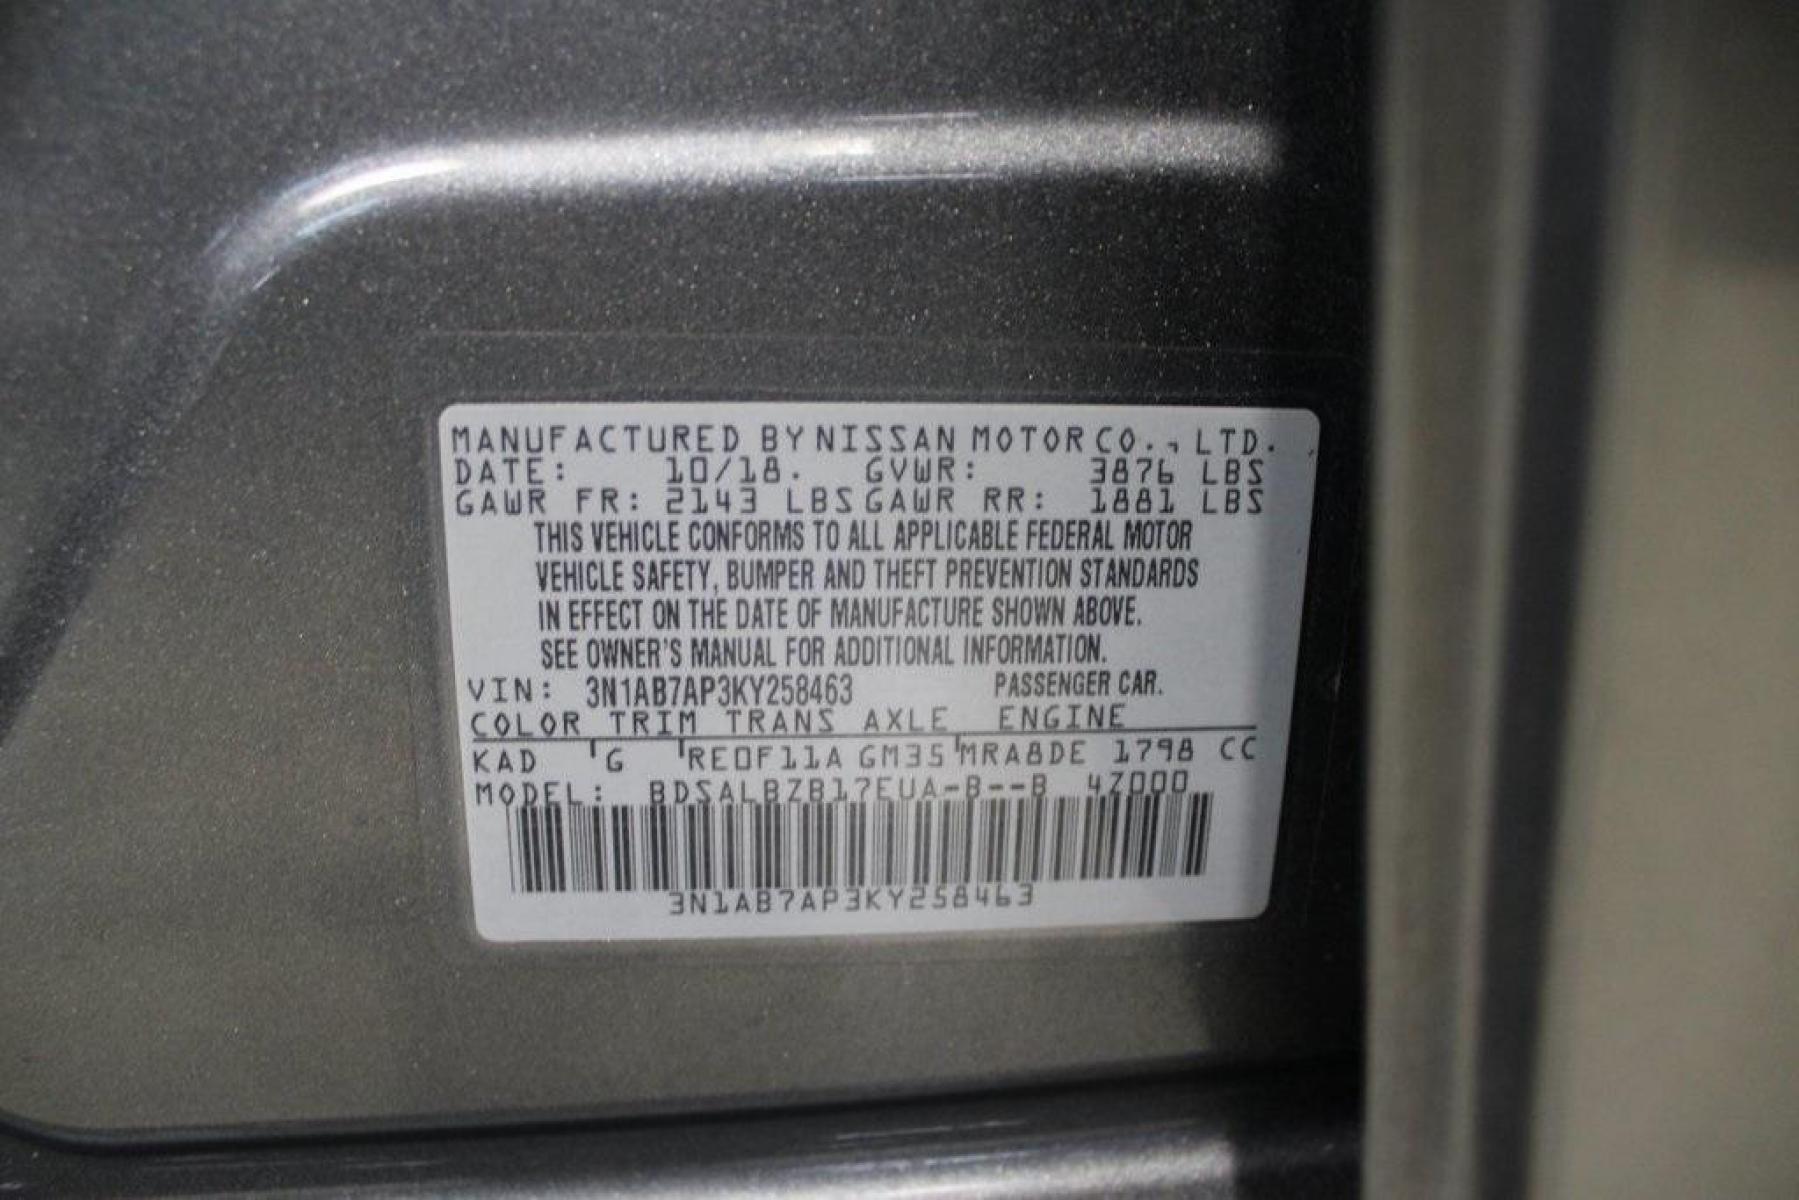 MANUFACTURED BY NISSAN MOTOR CO., LTD.
DATE: 10/18. GVWR: 3876 LBS
GAWR FR: 2143 LBS GAWR RR: 1881 LBS
THIS VEHICLE CONFORMS TO ALL APPLICABLE FEDERAL MOTOR
VEHICLE SAFETY, BUMPER AND THEFT PREVENTION STANDARDS
IN EFFECT ON THE DATE OF MANUFACTURE SHOWN ABOVE.
SEE OWNER'S MANUAL FOR ADDITIONAL INFORMATION.
VIN: 3N1AB7AP3KY258463 PASSENGER CAR.
COLOR TRIM TRANS AXLE ENGINE
KAD G RE0F11A GM35 MRA8DE 1798 CC
MODEL: BDSALBZB17EUA-B--B 4Z000
3N1AB7AP3KY258463